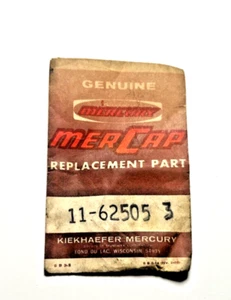 GENUINE
MERCURY
MERCAP
REPLACEMENT PART
11-62505 3
KIEKHAEFER MERCURY
FOND DU LAC, WISCONSIN